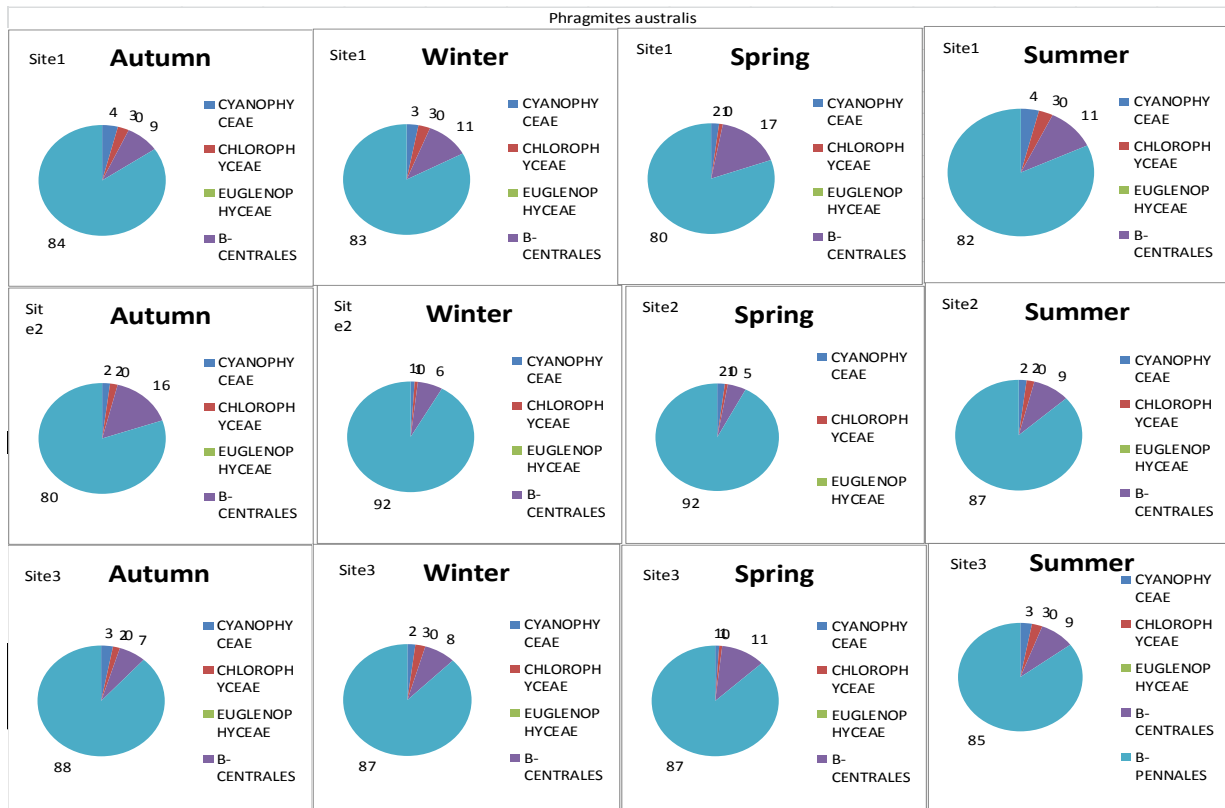 Phragmites australis
Site1
Autumn
4 3 0 9
84
CYANOPHY
CEAE
CHLOROPH
YCEAE
EUGLENOP
HYCEAE
B-
CENTRALES
Site1
Winter
3 3 0 11
83
CYANOPHY
CEAE
CHLOROPH
YCEAE
EUGLENOP
HYCEAE
B-
CENTRALES
Site1
Spring
2 1 0 17
80
CYANOPHY
CEAE
CHLOROPH
YCEAE
EUGLENOP
HYCEAE
B-
CENTRALES
Site1
Summer
4 3 0 11
82
CYANOPHY
CEAE
CHLOROPH
YCEAE
EUGLENOP
HYCEAE
B-
CENTRALES
Sit
e2
Autumn
2 2 0 16
80
CYANOPHY
CEAE
CHLOROPH
YCEAE
EUGLENOP
HYCEAE
B-
CENTRALES
Sit
e2
Winter
1 1 0 6
92
CYANOPHY
CEAE
CHLOROPH
YCEAE
EUGLENOP
HYCEAE
B-
CENTRALES
Site2
Spring
2 1 0 5
92
CYANOPHY
CEAE
CHLOROPH
YCEAE
EUGLENOP
HYCEAE
Site2
Summer
2 2 0 9
87
CYANOPHY
CEAE
CHLOROPH
YCEAE
EUGLENOP
HYCEAE
B-
CENTRALES
Site3
Autumn
3 2 0 7
88
CYANOPHY
CEAE
CHLOROPH
YCEAE
EUGLENOP
HYCEAE
B-
CENTRALES
Site3
Winter
2 3 0 8
87
CYANOPHY
CEAE
CHLOROPH
YCEAE
EUGLENOP
HYCEAE
B-
CENTRALES
Site3
Spring
1 1 0 11
87
CYANOPHY
CEAE
CHLOROPH
YCEAE
EUGLENOP
HYCEAE
B-
CENTRALES
Site3
Summer
3 3 0 9
85
CYANOPHY
CEAE
CHLOROPH
YCEAE
EUGLENOP
HYCEAE
B-
CENTRALES
B-
PENNALES